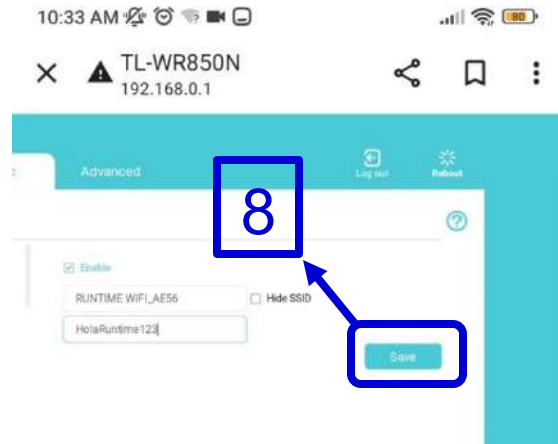 10:33 AM
80
TL-WR850N
192.168.0.1
Advanced
Log out
Reboot
8
?
Enable
RUNTIME WIFI_AE56
Hide SSID
HolaRuntime123
Save